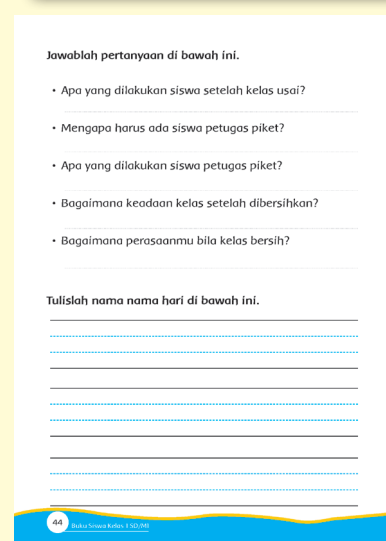 Jawablah pertanyaan di bawah ini.
• Apa yang dilakukan siswa setelah kelas usai?
• Mengapa harus ada siswa petugas piket?
• Apa yang dilakukan siswa petugas piket?
• Bagaimana keadaan kelas setelah dibersihkan?
• Bagaimana perasaanmu bila kelas bersih?
Tulislah nama nama hari di bawah ini.
44 Buku Siswa Kelas 1 SD/MI